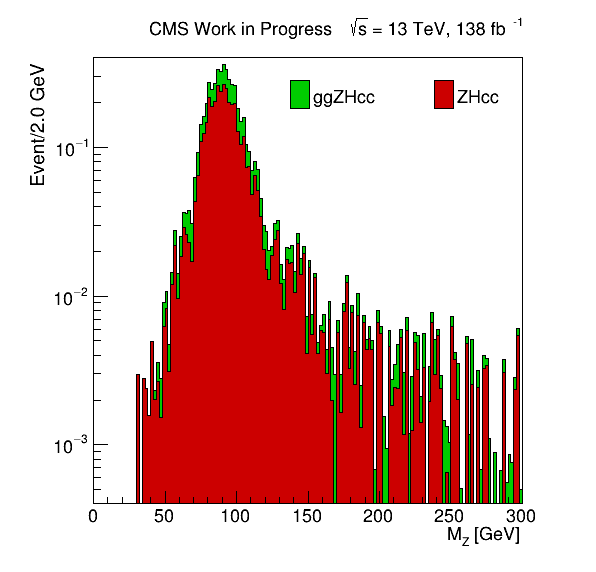 CMS Work in Progress √s = 13 TeV, 138 fb⁻¹
Event/2.0 GeV
ggZHcc ZHcc
10⁻¹
10⁻²
10⁻³
0 50 100 150 200 250 300
M_Z [GeV]